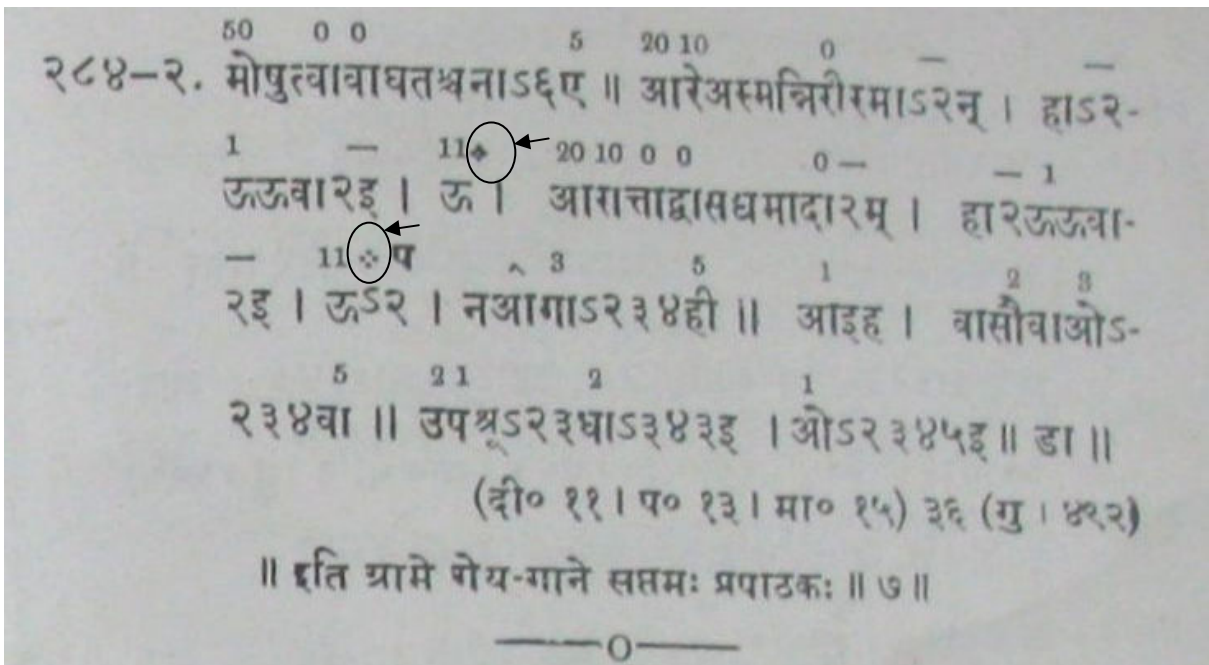 50 0 0 5 20 10 0 — —
२८४-२. मोषुत्वावाघतश्चनाऽ६ए ॥ आरेअस्मन्निरीरमाऽ२न् । हाऽ२-
1 — 11 20 10 0 0 0 — — 1
ऊऊवा२इ । ऊ । आरात्ताद्वासधमादा२म् । हा२ऊऊवा-
— 11 प ^ 3 5 1 2 3
२इ । ऊऽ२ । नआगाऽ२३४ही ॥ आइह । वासौवाओऽ-
5 2 1 2 1
२३४वा ॥ उपश्रूऽ२३धाऽ३४३इ । ओऽ२३४५इ ॥ डा ॥
(दी० ११ । प० १३ । मा० १५) ३६ (गु । ४९२)
॥ इति ग्रामे गेय-गाने सप्तमः प्रपाठकः ॥ ७ ॥